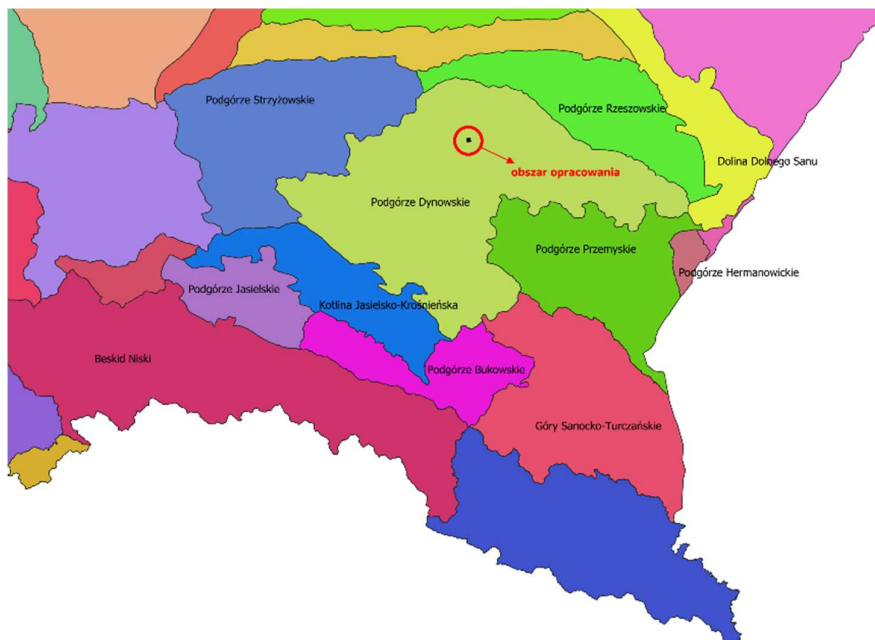 Podgórze Strzyżowskie
Podgórze Rzeszowskie
Dolina Dolnego Sanu
obszar opracowania
Podgórze Dynowskie
Podgórze Przemyskie
Podgórze Hermanowickie
Podgórze Jasielskie
Kotlina Jasielsko-Krośnieńska
Beskid Niski
Podgórze Bukowskie
Góry Sanocko-Turczańskie